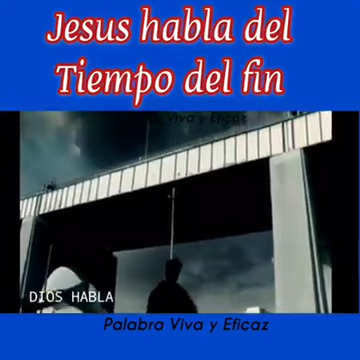 Jesus habla del
Tiempo del fin
Viva y Eficaz
DIOS HABLA
Palabra Viva y Eficaz